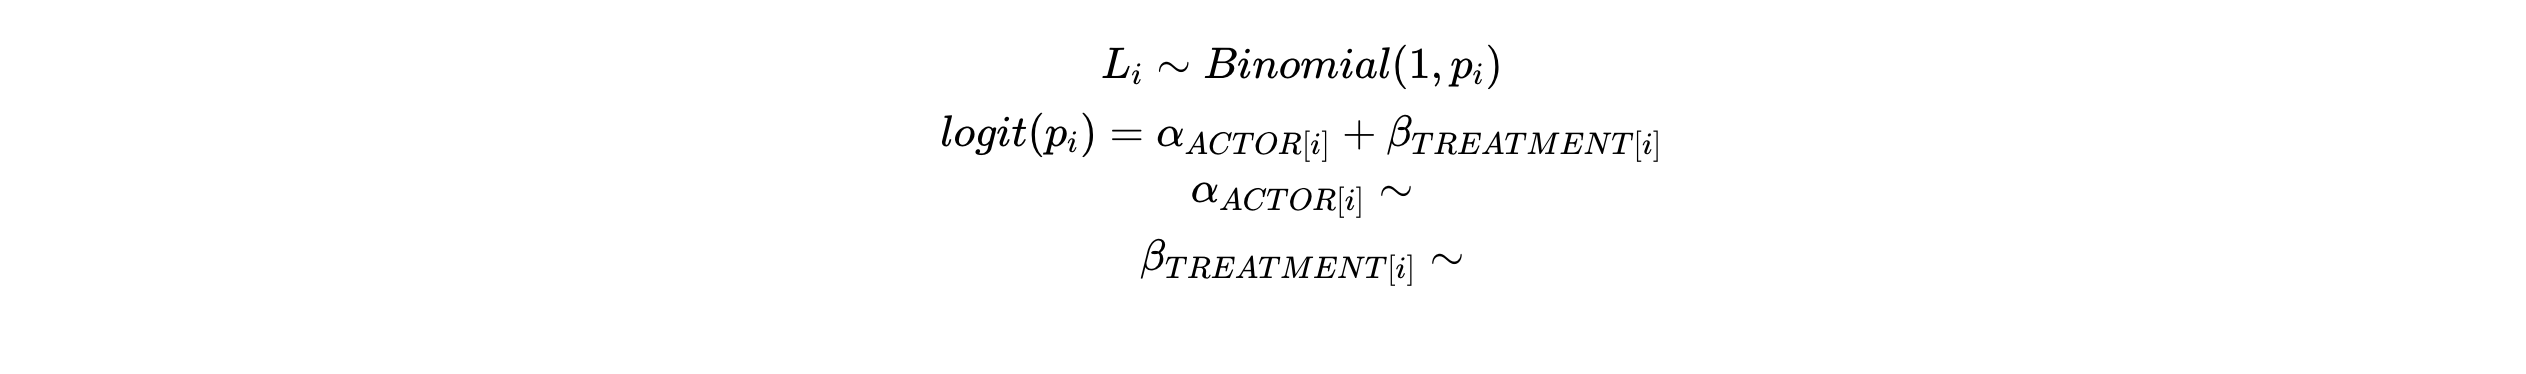 L_i ∼ Binomial(1, p_i)
logit(p_i) = α_{ACTOR[i]} + β_{TREATMENT[i]}
α_{ACTOR[i]} ∼
β_{TREATMENT[i]} ∼